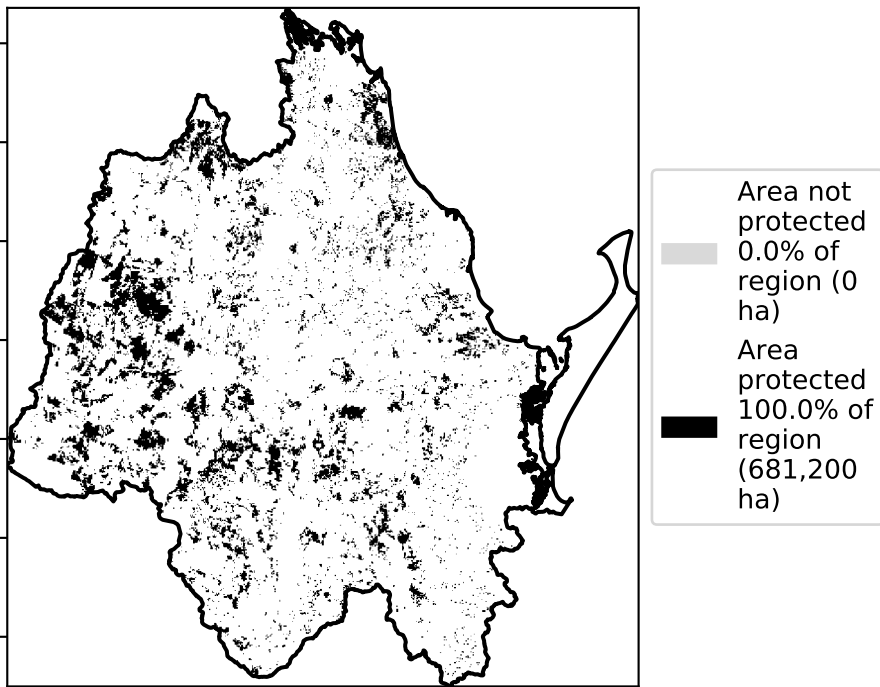 Area not
protected
0.0% of
region (0
ha)
Area
protected
100.0% of
region
(681,200
ha)